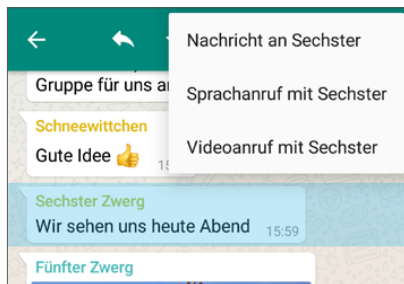 Nachricht an Sechster
Sprachanruf mit Sechster
Videoanruf mit Sechster
Gruppe für uns
Schneewittchen
Gute Idee 👍
Sechster Zwerg
Wir sehen uns heute Abend 15:59
Fünfter Zwerg